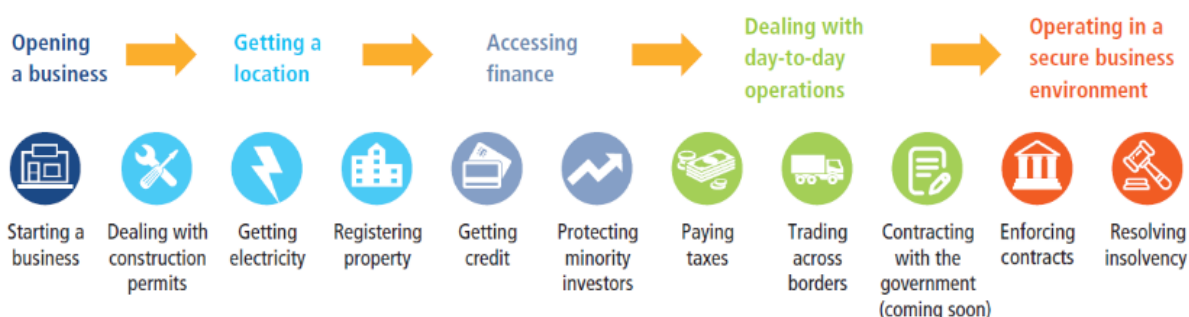 Opening
a business
Getting a
location
Accessing
finance
Dealing with
day-to-day
operations
Operating in a
secure business
environment
Starting a
business
Dealing with
construction
permits
Getting
electricity
Registering
property
Getting
credit
Protecting
minority
investors
Paying
taxes
Trading
across
borders
Contracting
with the
government
(coming soon)
Enforcing
contracts
Resolving
insolvency